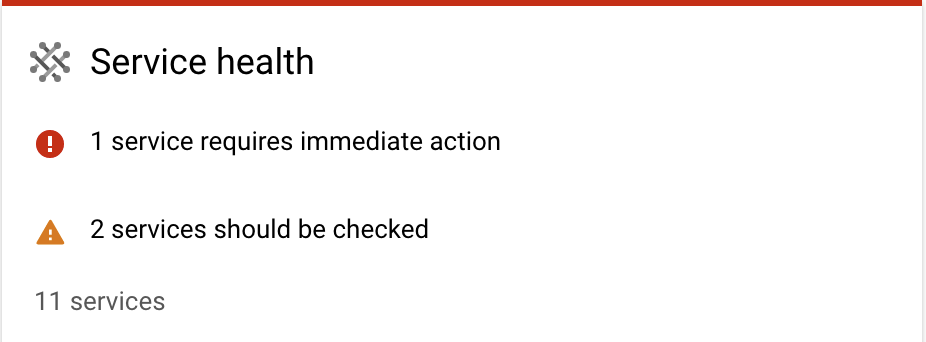 Service health
1 service requires immediate action
2 services should be checked
11 services